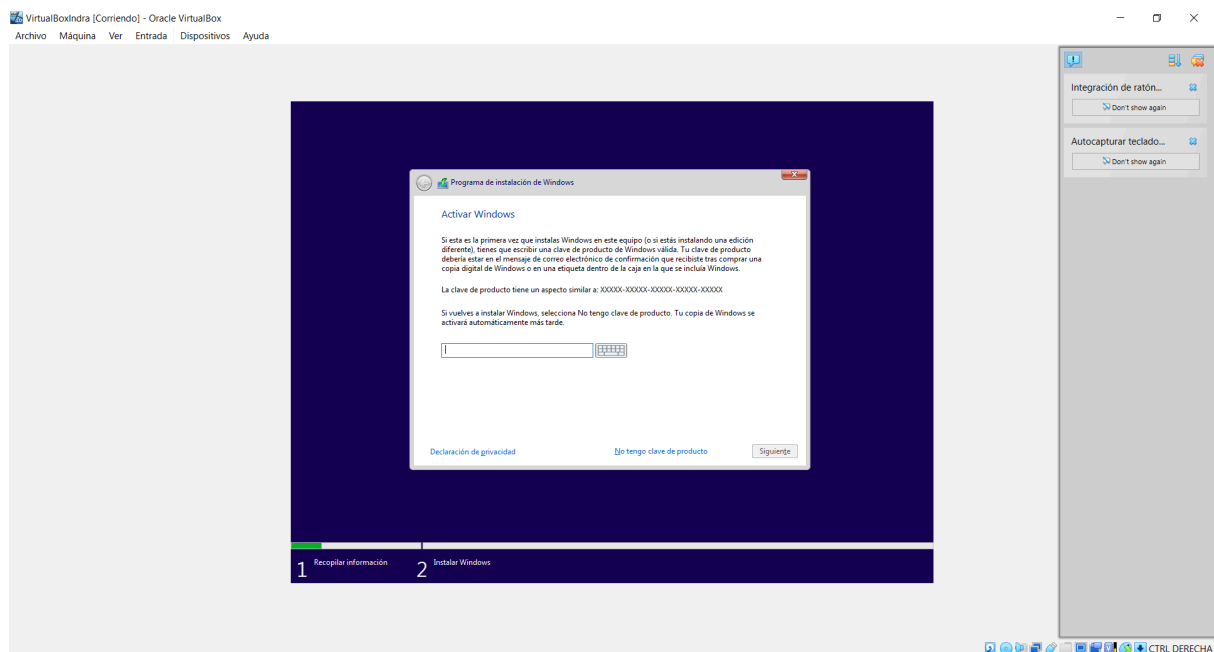 VirtualBoxIndra [Corriendo] - Oracle VirtualBox
Archivo Máquina Ver Entrada Dispositivos Ayuda
Integración de ratón...
Don't show again
Autocapturar teclado...
Don't show again
Programa de instalación de Windows
Activar Windows
Si esta es la primera vez que instalas Windows en este equipo (o si estás instalando una edición
diferente), tienes que escribir una clave de producto de Windows válida. Tu clave de producto
debería estar en el mensaje de correo electrónico de confirmación que recibiste tras comprar una
copia digital de Windows o en una etiqueta dentro de la caja en la que se incluía Windows.
La clave de producto tiene un aspecto similar a: XXXXX-XXXXX-XXXXX-XXXXX-XXXXX
Si vuelves a instalar Windows, selecciona No tengo clave de producto. Tu copia de Windows se
activará automáticamente más tarde.
Declaración de privacidad No tengo clave de producto Siguiente
1 Recopilar información 2 Instalar Windows
CTRL DERECHA